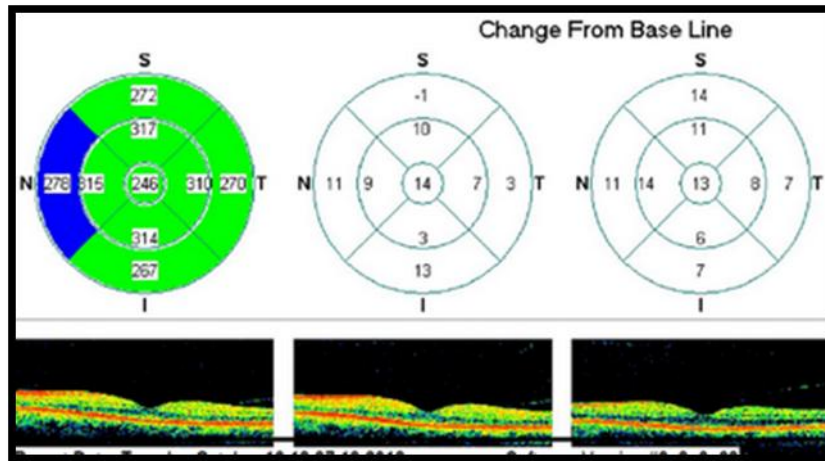 Change From Base Line
S S S
272 -1 14
317 10 11
N 278 315 246 310 270 T N 11 9 14 7 3 T N 11 14 13 8 7 T
314 3 6
267 13 7
I I I